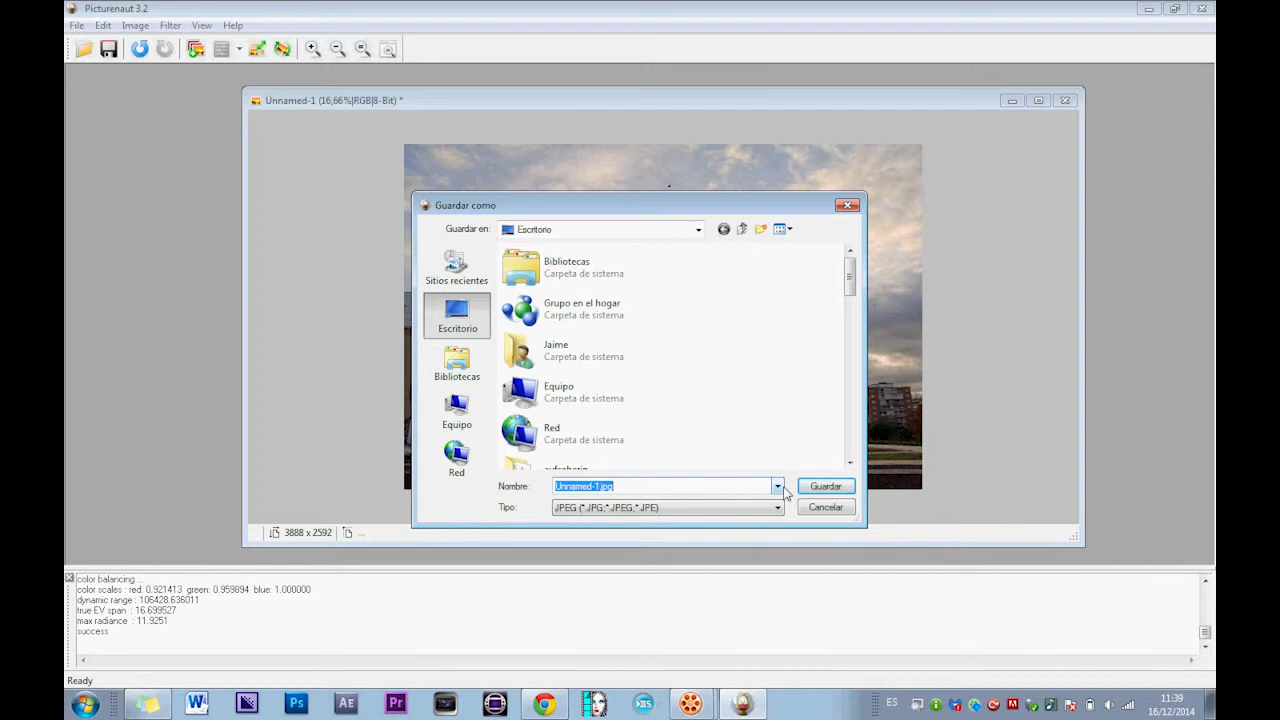 Picturenaut 3.2
File Edit Image Filter View Help
Unnamed-1 (16,66%|RGB|8-Bit) *
Guardar como
Guardar en: Escritorio
Sitios recientes
Escritorio
Bibliotecas
Equipo
Red
Bibliotecas
Carpeta de sistema
Grupo en el hogar
Carpeta de sistema
Jaime
Carpeta de sistema
Equipo
Carpeta de sistema
Red
Carpeta de sistema
Nombre: Unnamed-1.jpg Guardar
Tipo: JPEG (*.JPG;*.JPEG;*.JPE) Cancelar
3888 x 2592 ...
color balancing ...
color scales : red: 0.921413 green: 0.959894 blue: 1.000000
dynamic range : 106428.636011
true EV span : 16.699527
max radiance : 11.9251
success
Ready
W Ps Ae Pr
ES
11:39
16/12/2014